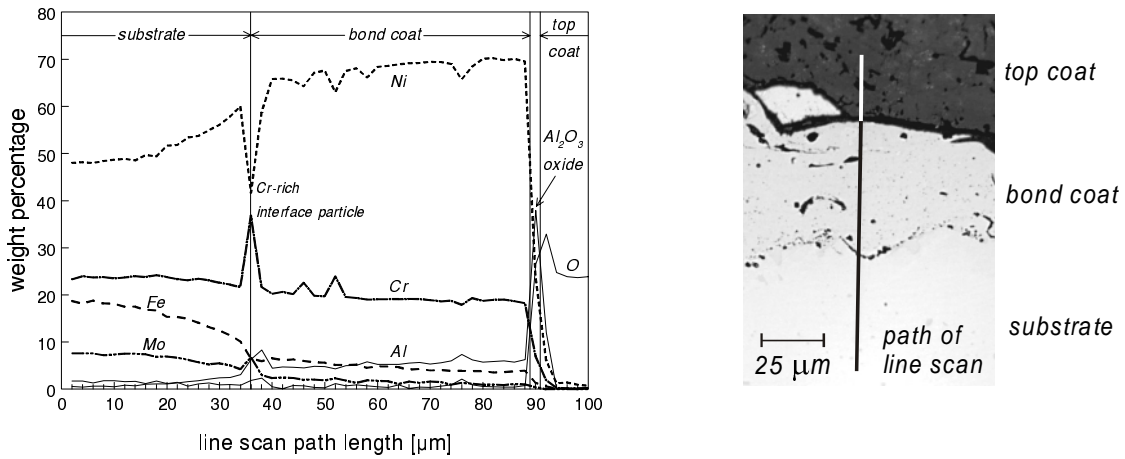 80
70
60
50
40
30
20
10
0
weight percentage
substrate
bond coat
top
coat
Ni
Al2O3
oxide
Cr-rich
interface particle
O
Cr
Fe
Mo
Al
0 10 20 30 40 50 60 70 80 90 100
line scan path length [μm]
top coat
bond coat
substrate
path of
line scan
25 μm